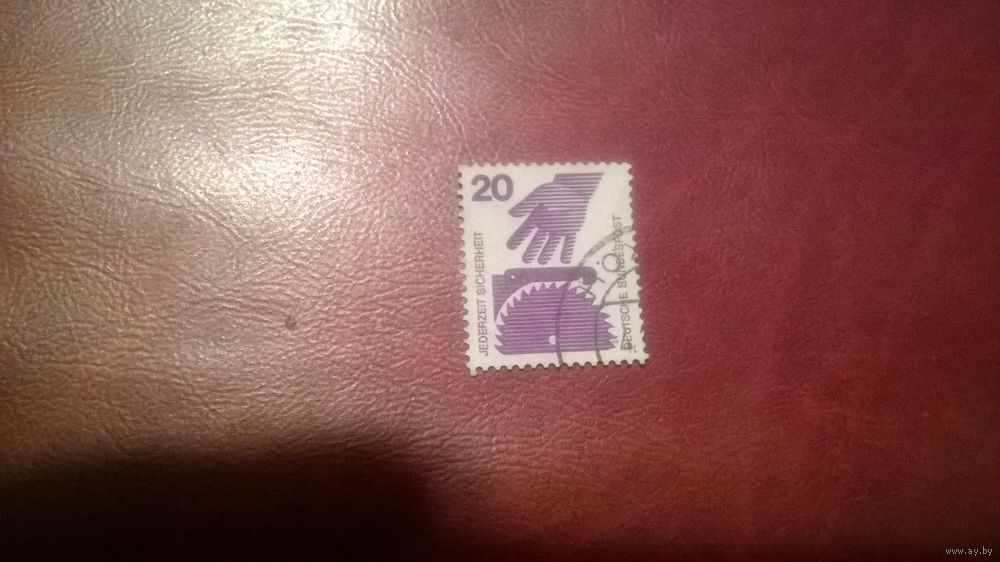 20
JEDERZEIT SICHERHEIT
DEUTSCHE BUNDESPOST
www.ay.by